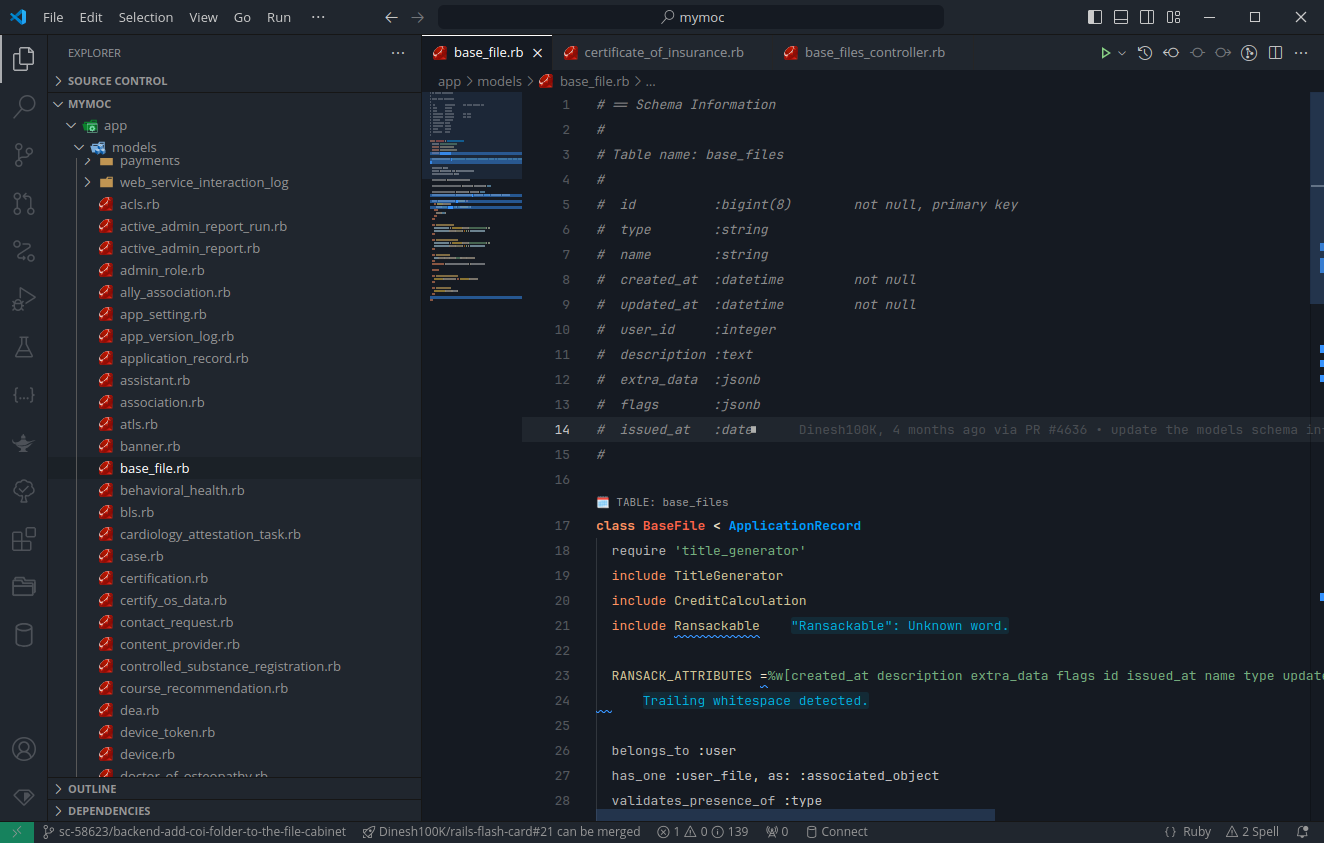 File Edit Selection View Go Run ⋯ mymoc
EXPLORER
SOURCE CONTROL
MYMOC
app
models
payments
web_service_interaction_log
acls.rb
active_admin_report_run.rb
active_admin_report.rb
admin_role.rb
ally_association.rb
app_setting.rb
app_version_log.rb
application_record.rb
assistant.rb
association.rb
atls.rb
banner.rb
base_file.rb
behavioral_health.rb
bls.rb
cardiology_attestation_task.rb
case.rb
certification.rb
certify_os_data.rb
contact_request.rb
content_provider.rb
controlled_substance_registration.rb
course_recommendation.rb
dea.rb
device_token.rb
device.rb
doctor_of_osteopathy.rb
OUTLINE
DEPENDENCIES
base_file.rb certificate_of_insurance.rb base_files_controller.rb
app > models > base_file.rb > ...
1 # == Schema Information
2 #
3 # Table name: base_files
4 #
5 # id :bigint(8) not null, primary key
6 # type :string
7 # name :string
8 # created_at :datetime not null
9 # updated_at :datetime not null
10 # user_id :integer
11 # description :text
12 # extra_data :jsonb
13 # flags :jsonb
14 # issued_at :date Dinesh100K, 4 months ago via PR #4636 • update the models schema in
15 #
16
TABLE: base_files
17 class BaseFile < ApplicationRecord
18 require 'title_generator'
19 include TitleGenerator
20 include CreditCalculation
21 include Ransackable "Ransackable": Unknown word.
22
23 RANSACK_ATTRIBUTES =%w[created_at description extra_data flags id issued_at name type update
24 Trailing whitespace detected.
25
26 belongs_to :user
27 has_one :user_file, as: :associated_object
28 validates_presence_of :type
sc-58623/backend-add-coi-folder-to-the-file-cabinet Dinesh100K/rails-flash-card#21 can be merged 1 0 139 0 Connect { } Ruby 2 Spell